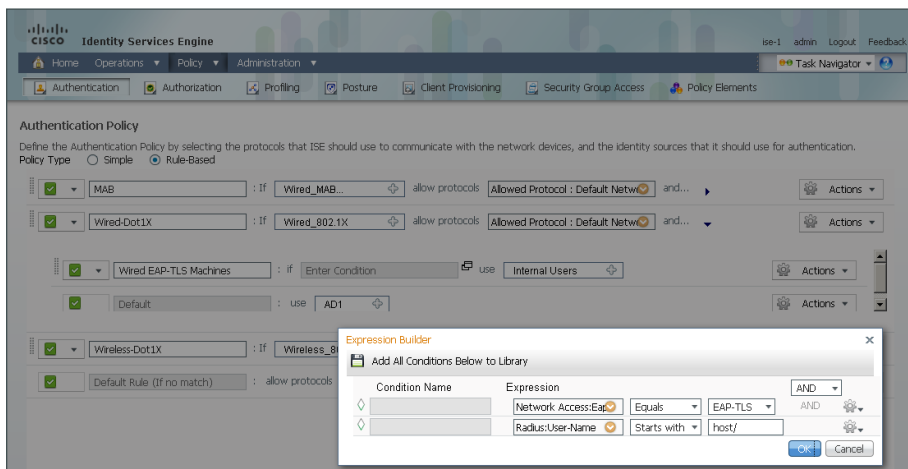 CISCO Identity Services Engine
ise-1 admin Logout Feedback
Home Operations Policy Administration Task Navigator
Authentication Authorization Profiling Posture Client Provisioning Security Group Access Policy Elements
Authentication Policy
Define the Authentication Policy by selecting the protocols that ISE should use to communicate with the network devices, and the identity sources that it should use for authentication.
Policy Type Simple Rule-Based
MAB : If Wired_MAB... allow protocols Allowed Protocol : Default Netw and... Actions
Wired-Dot1X : If Wired_802.1X allow protocols Allowed Protocol : Default Netw and... Actions
Wired EAP-TLS Machines : if Enter Condition use Internal Users Actions
Default : use AD1 Actions
Wireless-Dot1X : If Wireless_8
Default Rule (If no match) : allow protocols
Expression Builder
Add All Conditions Below to Library
Condition Name Expression AND
Network Access:Eap Equals EAP-TLS AND
Radius:User-Name Starts with host/
OK Cancel